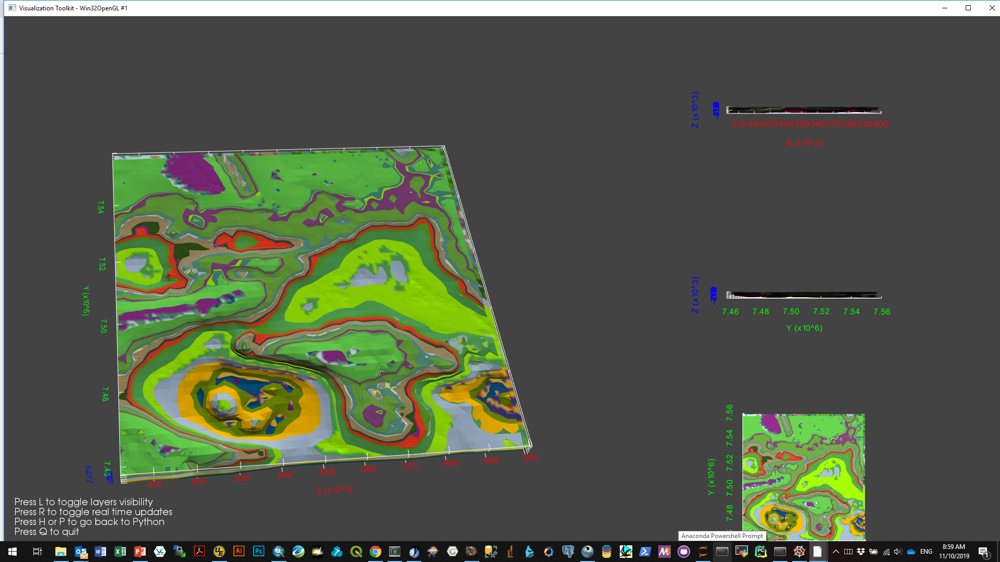 Visualization Toolkit - Win32OpenGL #1
Z (x10^3)
510 520 530 540 550 560 570 580 590 600
X (x10^3)
7.54
7.52
Y (x10^6)
7.50
7.48
7.46
510 520 530 540 550 560 570 580 590 600
X (x10^3)
Z (x10^3)
7.46 7.48 7.50 7.52 7.54 7.56
Y (x10^6)
7.56
7.54
7.52
7.50
7.48
Y (x10^6)
Press L to toggle layers visibility
Press R to toggle real time updates
Press H or P to go back to Python
Press Q to quit
Anaconda Powershell Prompt
ENG
8:59 AM
11/10/2019